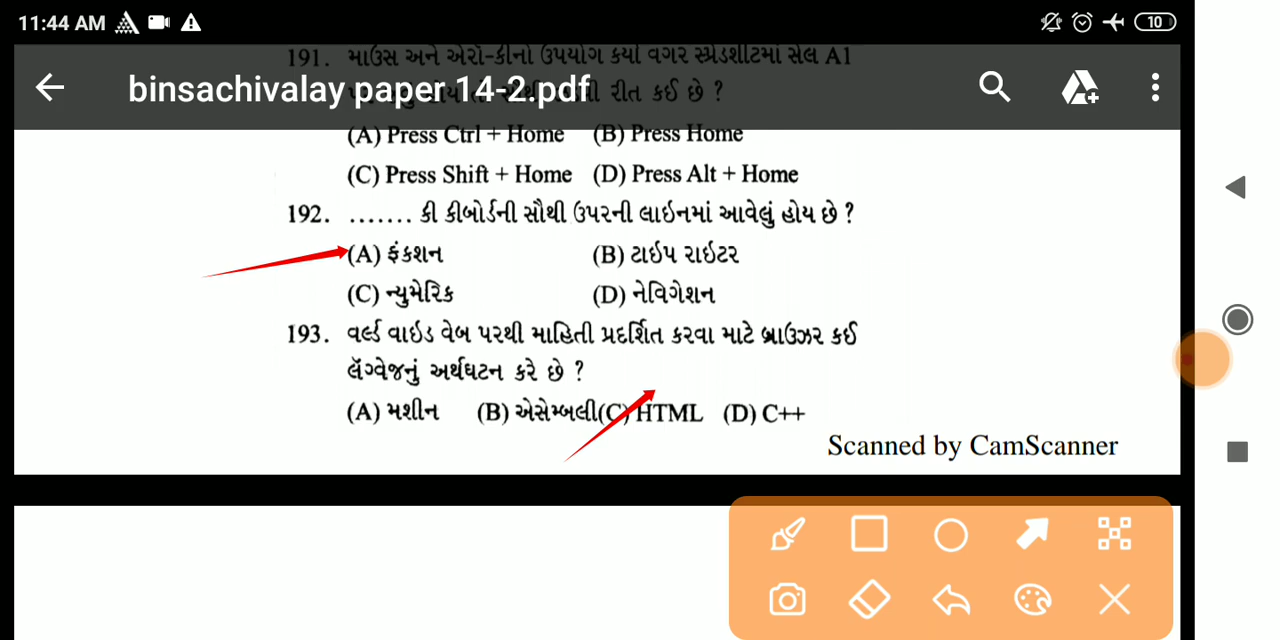 11:44 AM
10
191. માઉસ અને એરૉ-કીનો ઉપયોગ કર્યા વગર સ્પ્રેડશીટમાં સેલ A1
binsachivalay paper 14-2.pdf
રીત કઈ છે ?
(A) Press Ctrl + Home (B) Press Home
(C) Press Shift + Home (D) Press Alt + Home
192. ....... કી કીબોર્ડની સૌથી ઉપરની લાઇનમાં આવેલું હોય છે ?
(A) ફંકશન (B) ટાઇપ રાઇટર
(C) ન્યુમેરિક (D) નેવિગેશન
193. વર્લ્ડ વાઇડ વેબ પરથી માહિતી પ્રદર્શિત કરવા માટે બ્રાઉઝર કઈ
લૅંગ્વેજનું અર્થઘટન કરે છે ?
(A) મશીન (B) એસેમ્બલી(C) HTML (D) C++
Scanned by CamScanner